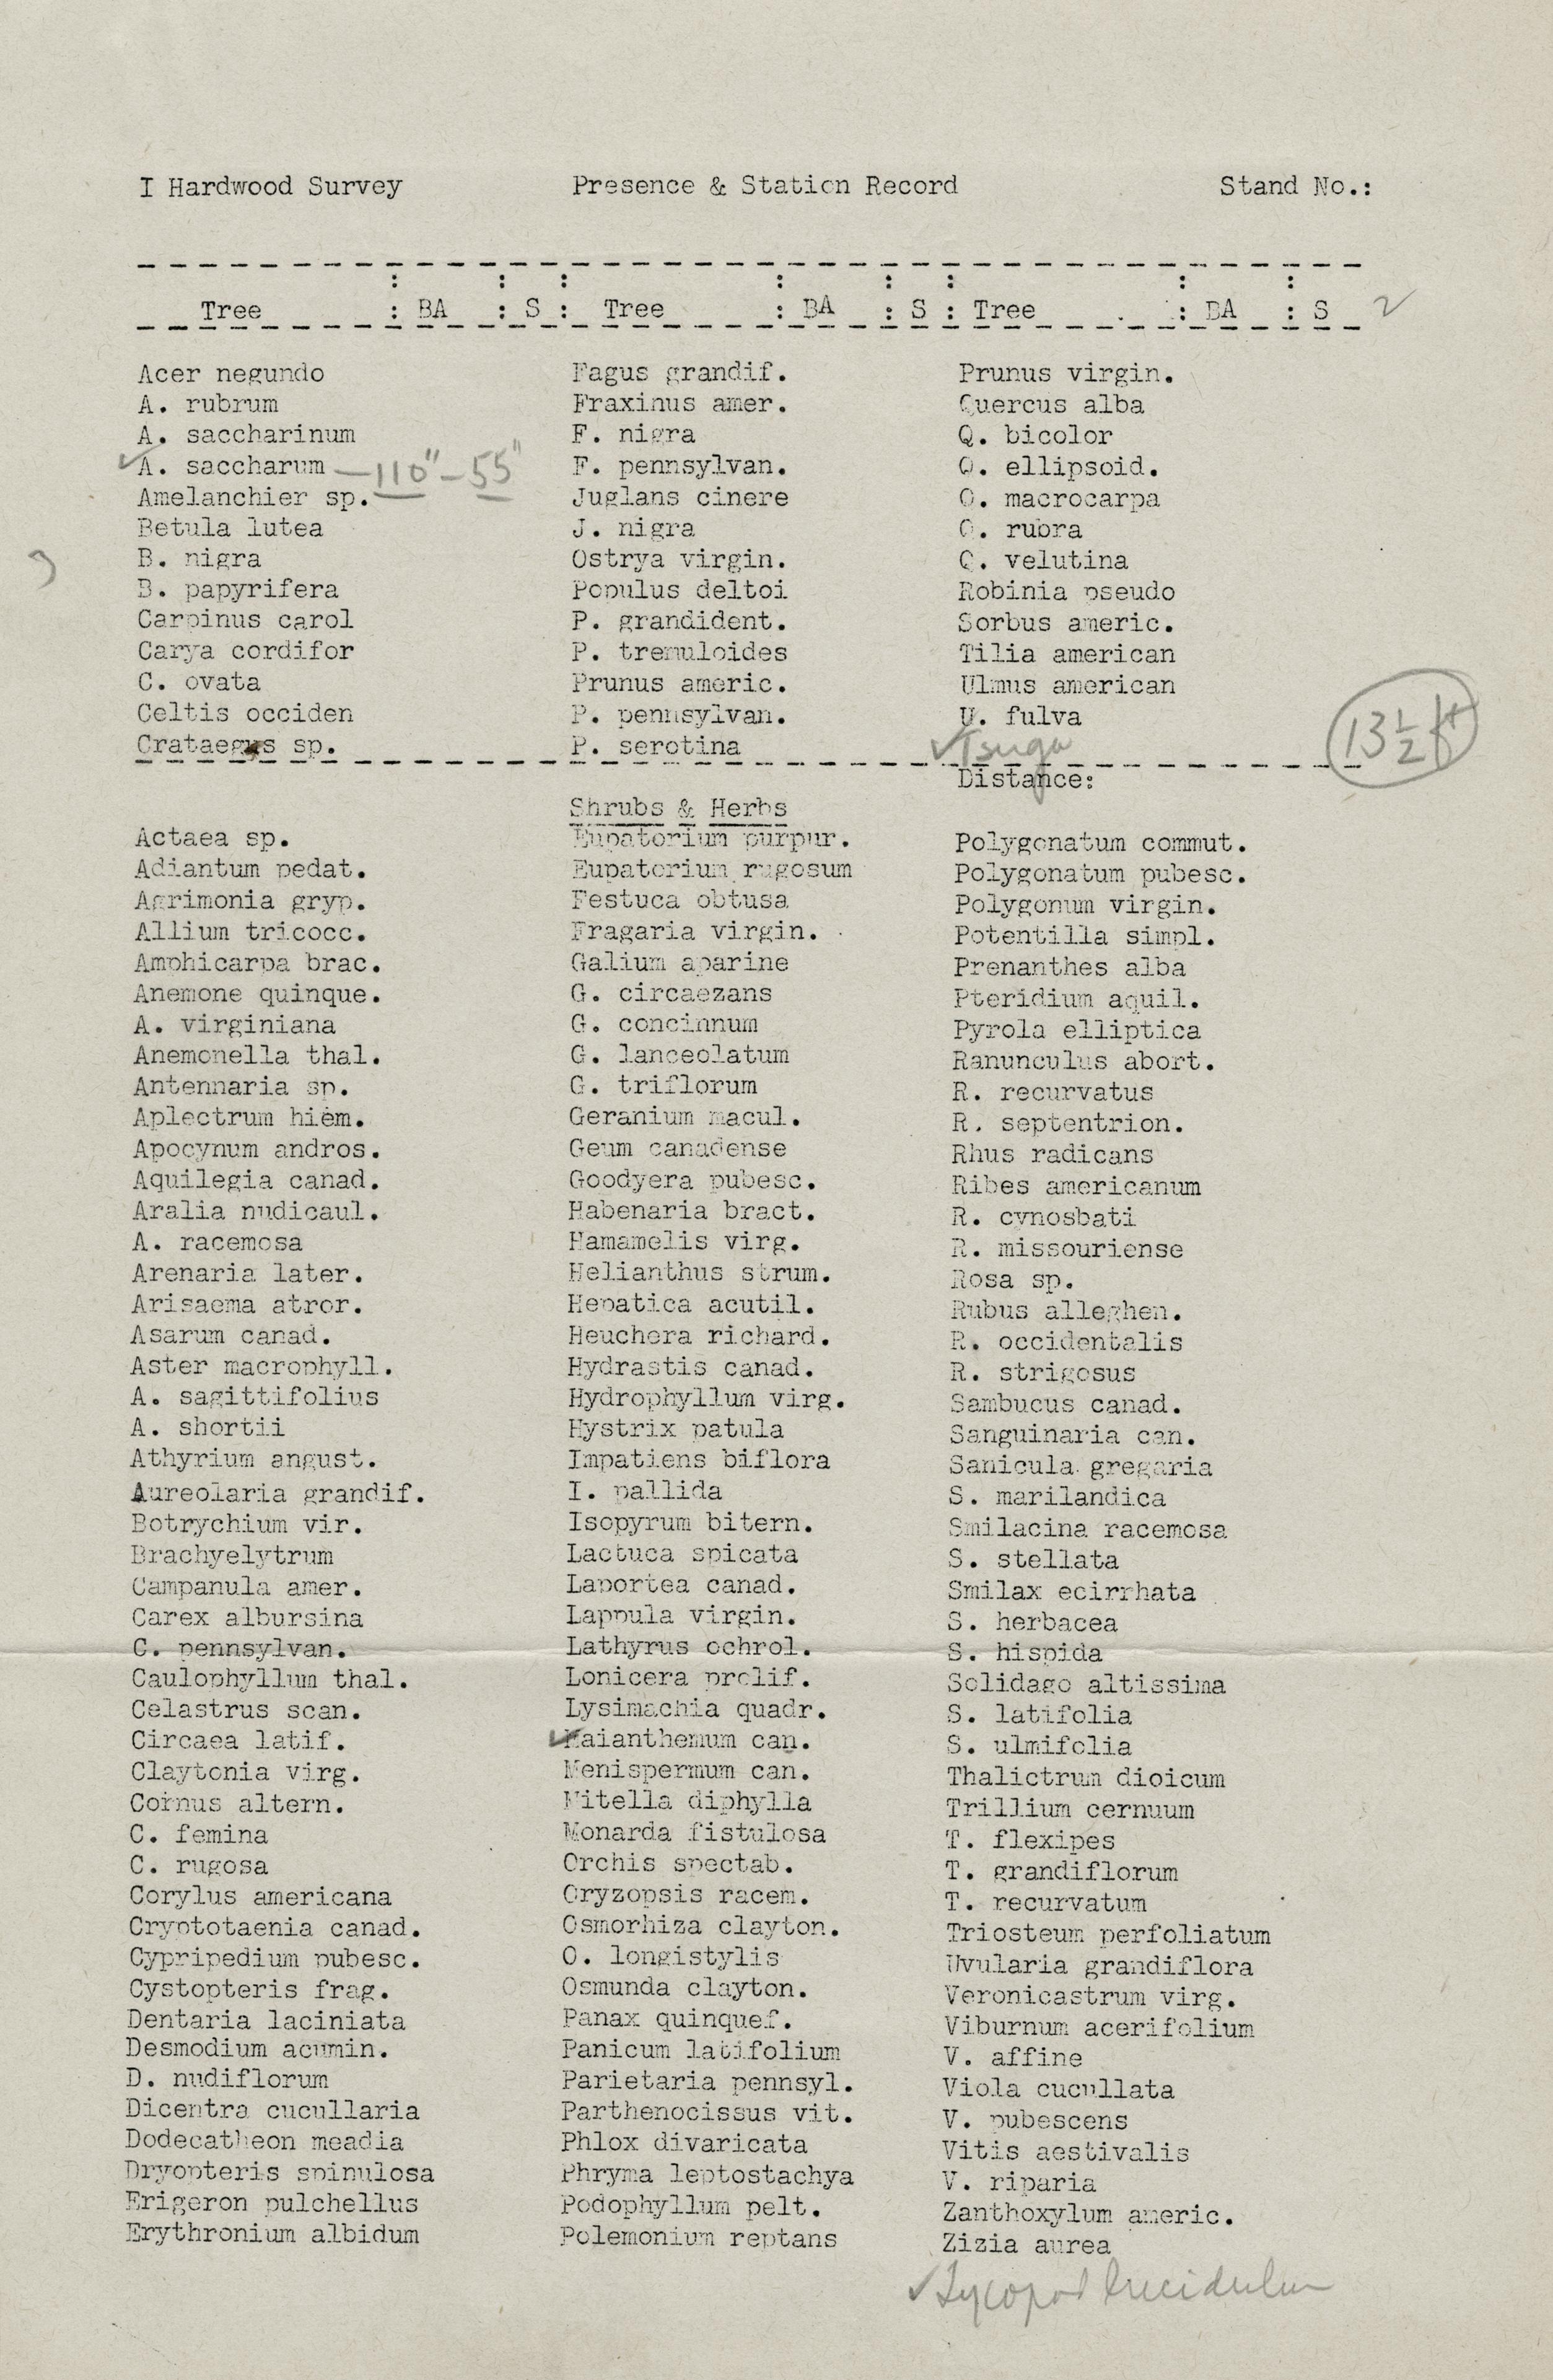 I Hardwood Survey Presence & Station Record Stand No.:
Tree : BA : S : Tree : BA : S : Tree : BA : S 2
Acer negundo
A. rubrum
A. saccharinum
✓A. saccharum —110"—55"
Amelanchier sp.
Betula lutea
B. nigra
B. papyrifera
Carpinus carol
Carya cordifor
C. ovata
Celtis occiden
Crataegus sp.
Fagus grandif.
Fraxinus amer.
F. nigra
F. pennsylvan.
Juglans cinere
J. nigra
Ostrya virgin.
Populus deltoi
P. grandident.
P. tremuloides
Prunus americ.
P. pennsylvan.
P. serotina
Prunus virgin.
Quercus alba
Q. bicolor
Q. ellipsoid.
Q. macrocarpa
Q. rubra
Q. velutina
Robinia pseudo
Sorbus americ.
Tilia american
Ulmus american
U. fulva
✓Tsuga
13 1/2 ft
Distance:
Shrubs & Herbs
Actaea sp.
Adiantum pedat.
Agrimonia gryp.
Allium tricocc.
Amphicarpa brac.
Anemone quinque.
A. virginiana
Anemonella thal.
Antennaria sp.
Aplectrum hiem.
Apocynum andros.
Aquilegia canad.
Aralia nudicaul.
A. racemosa
Arenaria later.
Arisaema atror.
Asarum canad.
Aster macrophyll.
A. sagittifolius
A. shortii
Athyrium angust.
Aureolaria grandif.
Botrychium vir.
Brachyelytrum
Campanula amer.
Carex albursina
C. pennsylvan.
Caulophyllum thal.
Celastrus scan.
Circaea latif.
Claytonia virg.
Cornus altern.
C. femina
C. rugosa
Corylus americana
Cryptotaenia canad.
Cypripedium pubesc.
Cystopteris frag.
Dentaria laciniata
Desmodium acumin.
D. nudiflorum
Dicentra cucullaria
Dodecatheon meadia
Dryopteris spinulosa
Erigeron pulchellus
Erythronium albidum
Eupatorium purpur.
Eupatorium rugosum
Festuca obtusa
Fragaria virgin.
Galium aparine
G. circaezans
G. concinnum
G. lanceolatum
G. triflorum
Geranium macul.
Geum canadense
Goodyera pubesc.
Habenaria bract.
Hamamelis virg.
Helianthus strum.
Hepatica acutil.
Heuchera richard.
Hydrastis canad.
Hydrophyllum virg.
Hystrix patula
Impatiens biflora
I. pallida
Isopyrum bitern.
Lactuca spicata
Laportea canad.
Lappula virgin.
Lathyrus ochrol.
Lonicera prolif.
Lysimachia quadr.
✓Maianthemum can.
Menispermum can.
Mitella diphylla
Monarda fistulosa
Orchis spectab.
Oryzopsis racem.
Osmorhiza clayton.
O. longistylis
Osmunda clayton.
Panax quinquef.
Panicum latifolium
Parietaria pennsyl.
Parthenocissus vit.
Phlox divaricata
Phryma leptostachya
Podophyllum pelt.
Polemonium reptans
Polygonatum commut.
Polygonatum pubesc.
Polygonum virgin.
Potentilla simpl.
Prenanthes alba
Pteridium aquil.
Pyrola elliptica
Ranunculus abort.
R. recurvatus
R. septentrion.
Rhus radicans
Ribes americanum
R. cynosbati
R. missouriense
Rosa sp.
Rubus alleghen.
R. occidentalis
R. strigosus
Sambucus canad.
Sanguinaria can.
Sanicula gregaria
S. marilandica
Smilacina racemosa
S. stellata
Smilax ecirrhata
S. herbacea
S. hispida
Solidago altissima
S. latifolia
S. ulmifolia
Thalictrum dioicum
Trillium cernuum
T. flexipes
T. grandiflorum
T. recurvatum
Triosteum perfoliatum
Uvularia grandiflora
Veronicastrum virg.
Viburnum acerifolium
V. affine
Viola cucullata
V. pubescens
Vitis aestivalis
V. riparia
Zanthoxylum americ.
Zizia aurea
✓Lycopod lucidulum